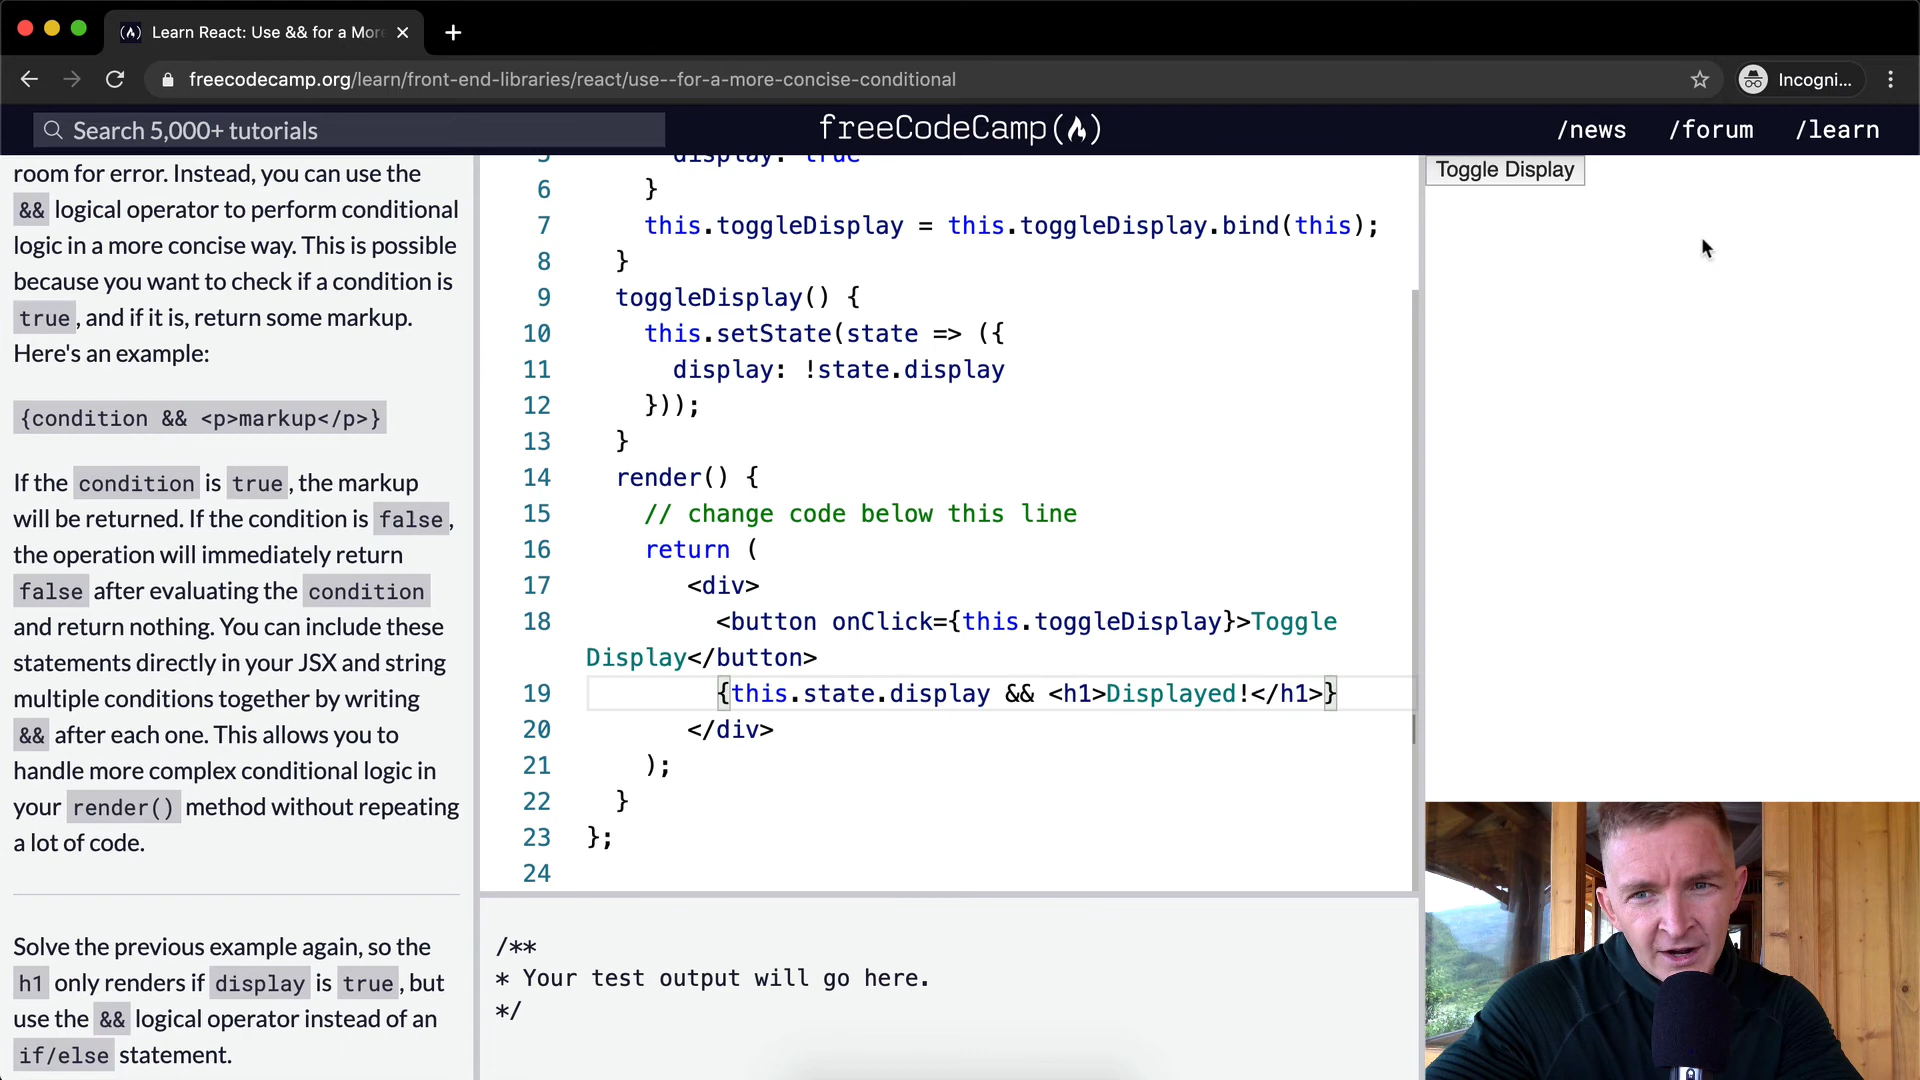 Learn React: Use && for a More
freecodecamp.org/learn/front-end-libraries/react/use--for-a-more-concise-conditional
Incogni...
Search 5,000+ tutorials
freeCodeCamp
/news
/forum
/learn
room for error. Instead, you can use the
&& logical operator to perform conditional
logic in a more concise way. This is possible
because you want to check if a condition is
true, and if it is, return some markup.
Here's an example:
{condition && <p>markup</p>}
If the condition is true, the markup
will be returned. If the condition is false,
the operation will immediately return
false after evaluating the condition
and return nothing. You can include these
statements directly in your JSX and string
multiple conditions together by writing
&& after each one. This allows you to
handle more complex conditional logic in
your render() method without repeating
a lot of code.
Solve the previous example again, so the
h1 only renders if display is true, but
use the && logical operator instead of an
if/else statement.
5 display: true
6 }
7 this.toggleDisplay = this.toggleDisplay.bind(this);
8 }
9 toggleDisplay() {
10 this.setState(state => ({
11 display: !state.display
12 }));
13 }
14 render() {
15 // change code below this line
16 return (
17 <div>
18 <button onClick={this.toggleDisplay}>Toggle
Display</button>
19 {this.state.display && <h1>Displayed!</h1>}
20 </div>
21 );
22 }
23 };
24
/**
* Your test output will go here.
*/
Toggle Display